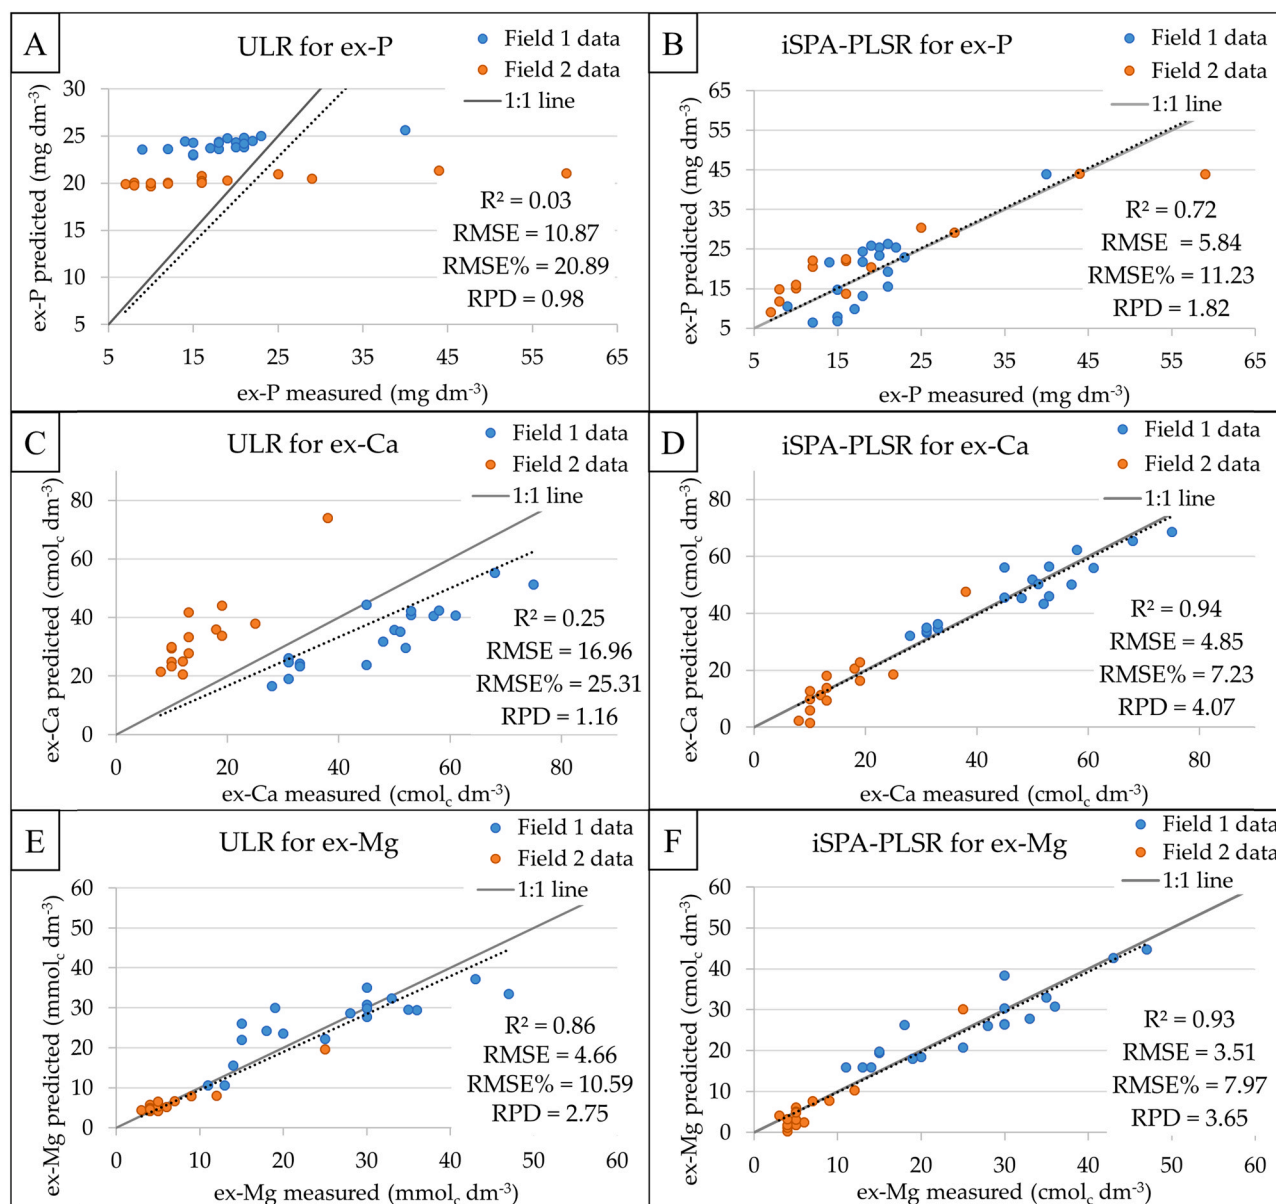 A
ULR for ex-P
Field 1 data
Field 2 data
1:1 line
ex-P predicted (mg dm⁻³)
30
25
20
15
10
5
R² = 0.03
RMSE = 10.87
RMSE% = 20.89
RPD = 0.98
5 15 25 35 45 55 65
ex-P measured (mg dm⁻³)
B
iSPA-PLSR for ex-P
Field 1 data
Field 2 data
1:1 line
ex-P predicted (mg dm⁻³)
65
55
45
35
25
15
5
R² = 0.72
RMSE = 5.84
RMSE% = 11.23
RPD = 1.82
5 15 25 35 45 55 65
ex-P measured (mg dm⁻³)
C
ULR for ex-Ca
Field 1 data
Field 2 data
1:1 line
ex-Ca predicted (cmol꜀ dm⁻³)
80
60
40
20
0
R² = 0.25
RMSE = 16.96
RMSE% = 25.31
RPD = 1.16
0 20 40 60 80
ex-Ca measured (cmol꜀ dm⁻³)
D
iSPA-PLSR for ex-Ca
Field 1 data
Field 2 data
1:1 line
ex-Ca predicted (cmol꜀ dm⁻³)
80
60
40
20
0
R² = 0.94
RMSE = 4.85
RMSE% = 7.23
RPD = 4.07
0 20 40 60 80
ex-Ca measured (cmol꜀ dm⁻³)
E
ULR for ex-Mg
Field 1 data
Field 2 data
1:1 line
ex-Mg predicted (mmol꜀ dm⁻³)
60
50
40
30
20
10
0
R² = 0.86
RMSE = 4.66
RMSE% = 10.59
RPD = 2.75
0 10 20 30 40 50 60
ex-Mg measured (mmol꜀ dm⁻³)
F
iSPA-PLSR for ex-Mg
Field 1 data
Field 2 data
1:1 line
ex-Mg predicted (cmol꜀ dm⁻³)
60
50
40
30
20
10
0
R² = 0.93
RMSE = 3.51
RMSE% = 7.97
RPD = 3.65
0 10 20 30 40 50 60
ex-Mg measured (cmol꜀ dm⁻³)